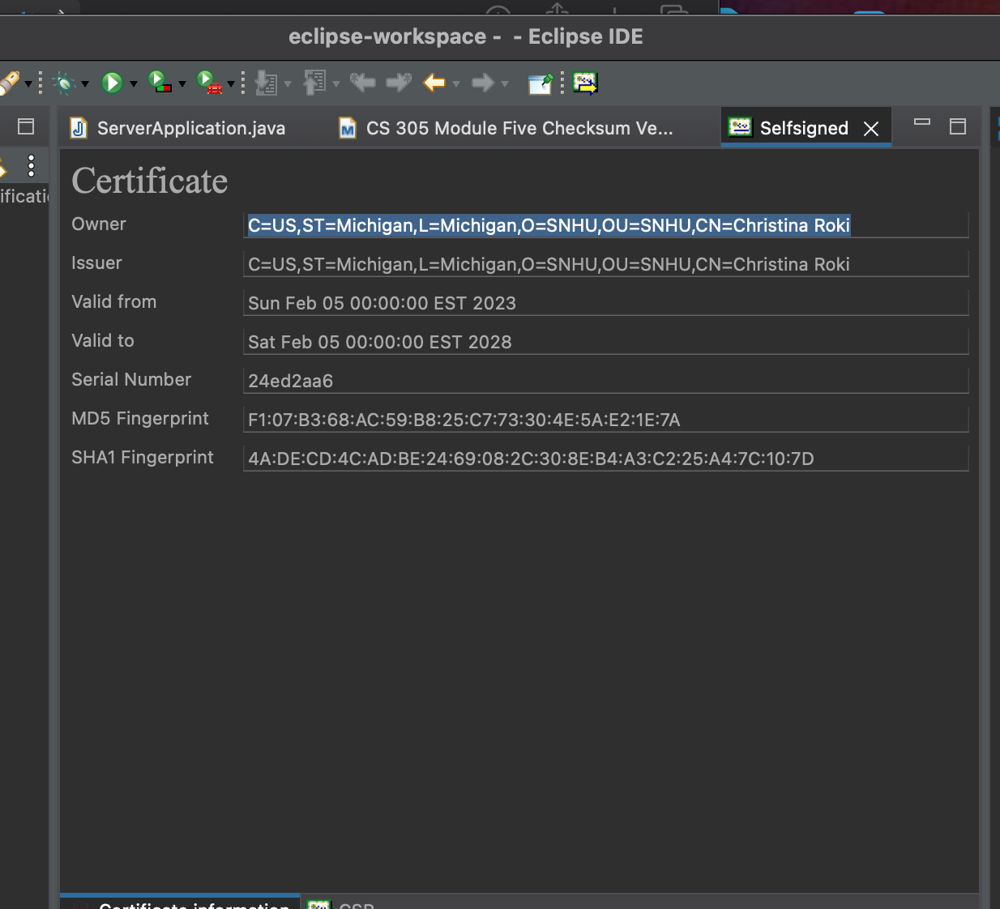 eclipse-workspace -  - Eclipse IDE
ServerApplication.java
CS 305 Module Five Checksum Ve...
Selfsigned
Certificate
Owner C=US,ST=Michigan,L=Michigan,O=SNHU,OU=SNHU,CN=Christina Roki
Issuer C=US,ST=Michigan,L=Michigan,O=SNHU,OU=SNHU,CN=Christina Roki
Valid from Sun Feb 05 00:00:00 EST 2023
Valid to Sat Feb 05 00:00:00 EST 2028
Serial Number 24ed2aa6
MD5 Fingerprint F1:07:B3:68:AC:59:B8:25:C7:73:30:4E:5A:E2:1E:7A
SHA1 Fingerprint 4A:DE:CD:4C:AD:BE:24:69:08:2C:30:8E:B4:A3:C2:25:A4:7C:10:7D
Certificate information
CSR